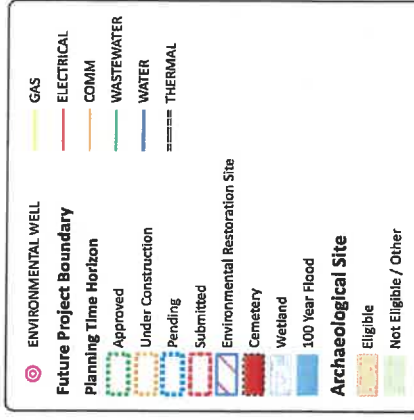 ENVIRONMENTAL WELL
Future Project Boundary
Planning Time Horizon
Approved
Under Construction
Pending
Submitted
Environmental Restoration Site
Cemetery
Wetland
100 Year Flood
Archaeological Site
Eligible
Not Eligible / Other
GAS
ELECTRICAL
COMM
WASTEWATER
WATER
THERMAL